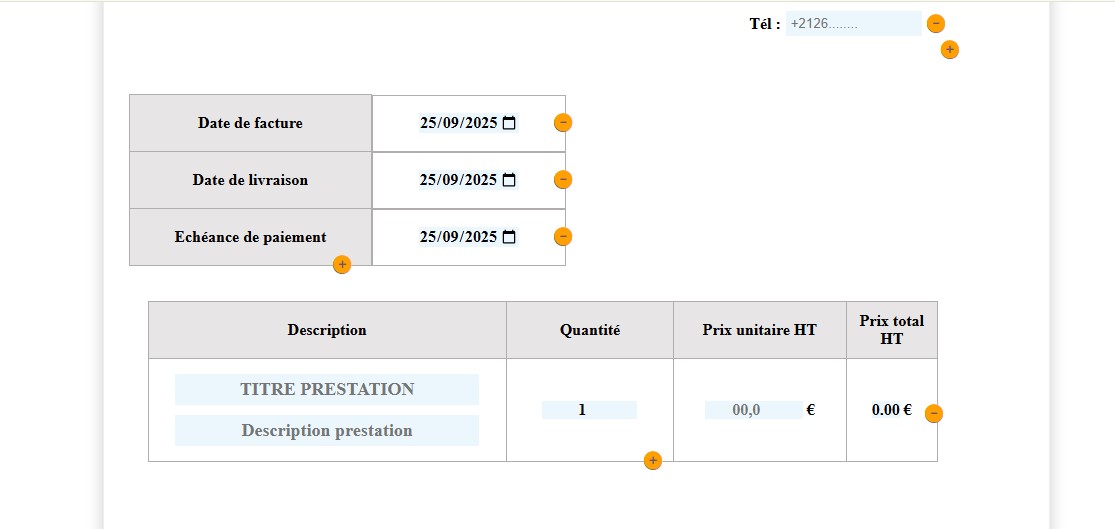 Tél : +2126........
Date de facture 25/09/2025
Date de livraison 25/09/2025
Echéance de paiement 25/09/2025
Description Quantité Prix unitaire HT Prix total HT
TITRE PRESTATION
Description prestation
1 00,0 € 0.00 €